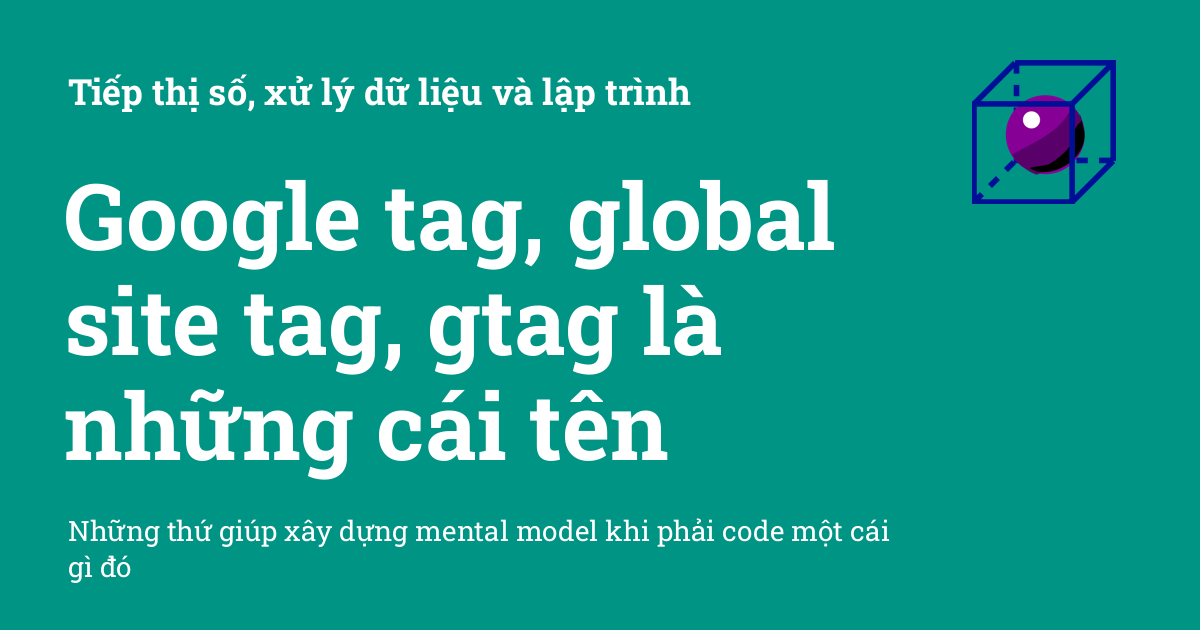 Tiếp thị số, xử lý dữ liệu và lập trình
Google tag, global
site tag, gtag là
những cái tên
Những thứ giúp xây dựng mental model khi phải code một cái
gì đó